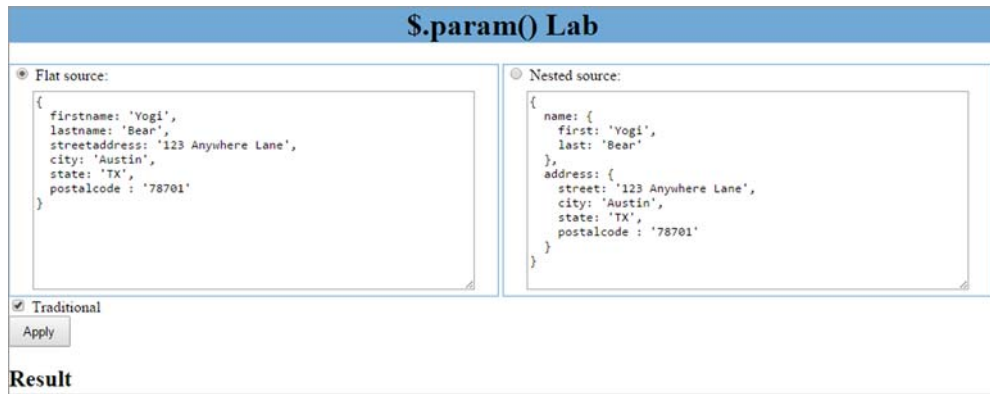 $.param() Lab
Flat source:
{
  firstname: 'Yogi',
  lastname: 'Bear',
  streetaddress: '123 Anywhere Lane',
  city: 'Austin',
  state: 'TX',
  postalcode : '78701'
}
Nested source:
{
  name: {
    first: 'Yogi',
    last: 'Bear'
  },
  address: {
    street: '123 Anywhere Lane',
    city: 'Austin',
    state: 'TX',
    postalcode : '78701'
  }
}
Traditional
Apply
Result